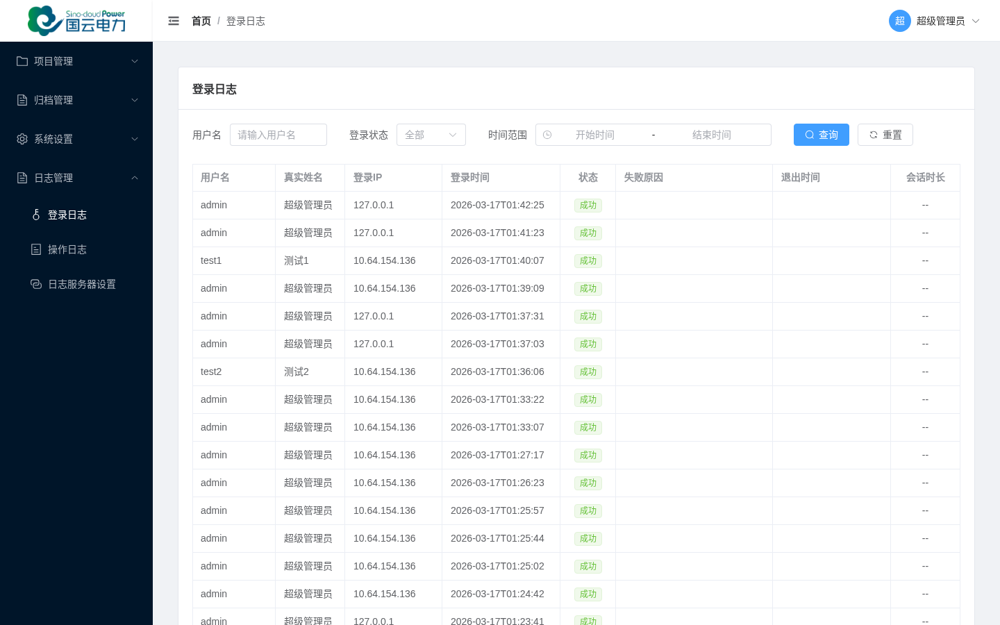 Sino-cloud Power
国云电力
首页 / 登录日志
超 超级管理员
项目管理
归档管理
系统设置
日志管理
登录日志
操作日志
日志服务器设置
登录日志
用户名 请输入用户名 登录状态 全部 时间范围 开始时间 - 结束时间 查询 重置
用户名 真实姓名 登录IP 登录时间 状态 失败原因 退出时间 会话时长
admin 超级管理员 127.0.0.1 2026-03-17T01:42:25 成功 --
admin 超级管理员 127.0.0.1 2026-03-17T01:41:23 成功 --
test1 测试1 10.64.154.136 2026-03-17T01:40:07 成功 --
admin 超级管理员 10.64.154.136 2026-03-17T01:39:09 成功 --
admin 超级管理员 127.0.0.1 2026-03-17T01:37:31 成功 --
admin 超级管理员 127.0.0.1 2026-03-17T01:37:03 成功 --
test2 测试2 10.64.154.136 2026-03-17T01:36:06 成功 --
admin 超级管理员 10.64.154.136 2026-03-17T01:33:22 成功 --
admin 超级管理员 10.64.154.136 2026-03-17T01:33:07 成功 --
admin 超级管理员 10.64.154.136 2026-03-17T01:27:17 成功 --
admin 超级管理员 10.64.154.136 2026-03-17T01:26:23 成功 --
admin 超级管理员 10.64.154.136 2026-03-17T01:25:57 成功 --
admin 超级管理员 10.64.154.136 2026-03-17T01:25:44 成功 --
admin 超级管理员 10.64.154.136 2026-03-17T01:25:02 成功 --
admin 超级管理员 10.64.154.136 2026-03-17T01:24:42 成功 --
admin 超级管理员 127.0.0.1 2026-03-17T01:23:41 成功 --